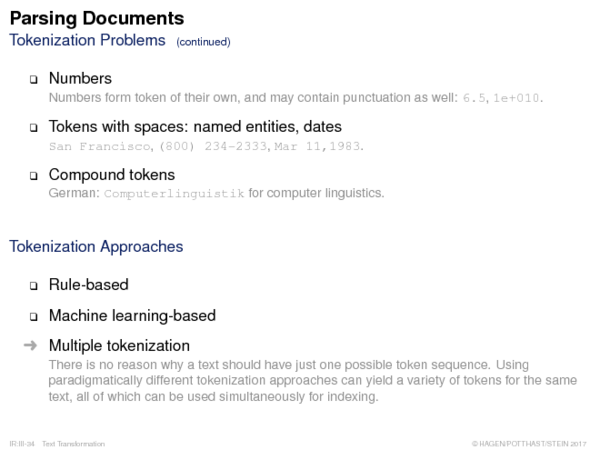 Parsing Documents
Tokenization Problems (continued)
❑ Numbers
Numbers form token of their own, and may contain punctuation as well: 6.5, 1e+010.
❑ Tokens with spaces: named entities, dates
San Francisco, (800) 234-2333, Mar 11,1983.
❑ Compound tokens
German: Computerlinguistik for computer linguistics.
Tokenization Approaches
❑ Rule-based
❑ Machine learning-based
➜ Multiple tokenization
There is no reason why a text should have just one possible token sequence. Using
paradigmatically different tokenization approaches can yield a variety of tokens for the same
text, all of which can be used simultaneously for indexing.
IR:III-34 Text Transformation © HAGEN/POTTHAST/STEIN 2017